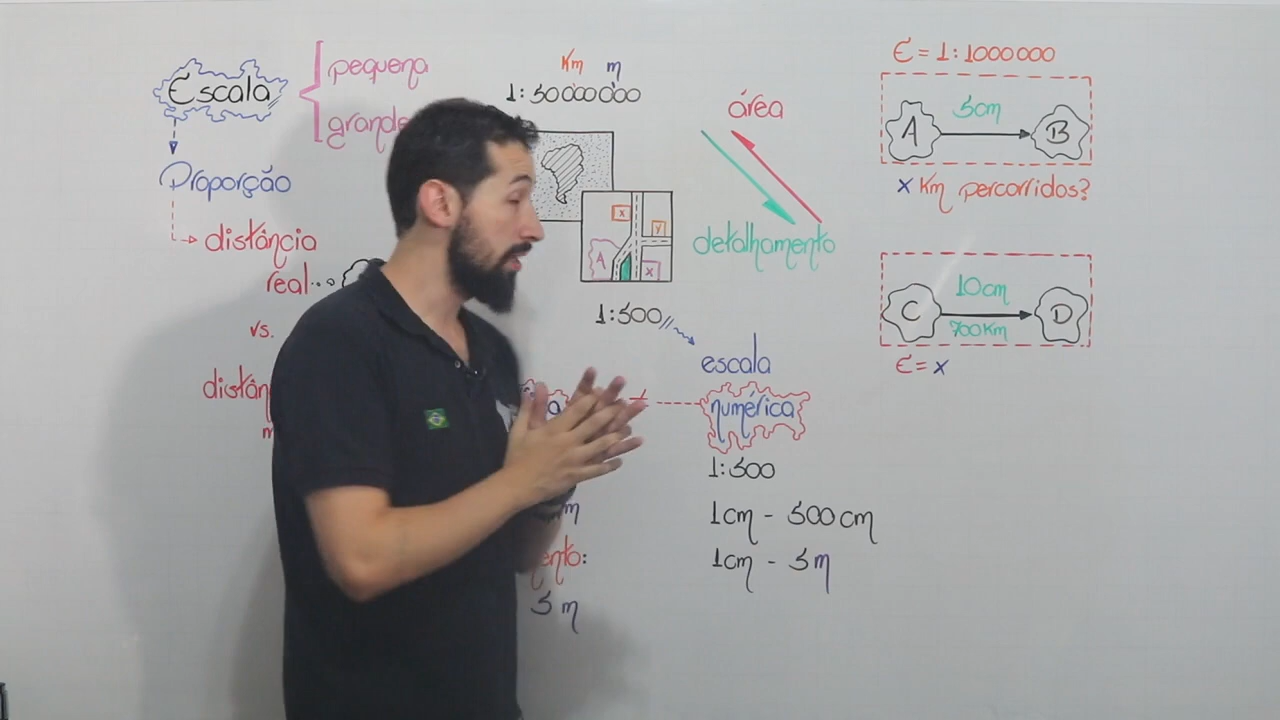 Escala
pequena
grande
Proporção
distância
real
vs.
Km m
1:50000000
X
Y
A
X
1:500
área
detalhamento
escala
numérica
1:500
1cm - 500cm
1cm - 5m
5 m
E = 1:1000000
A
5cm
B
x Km percorridos?
C
10cm
700Km
D
E = x